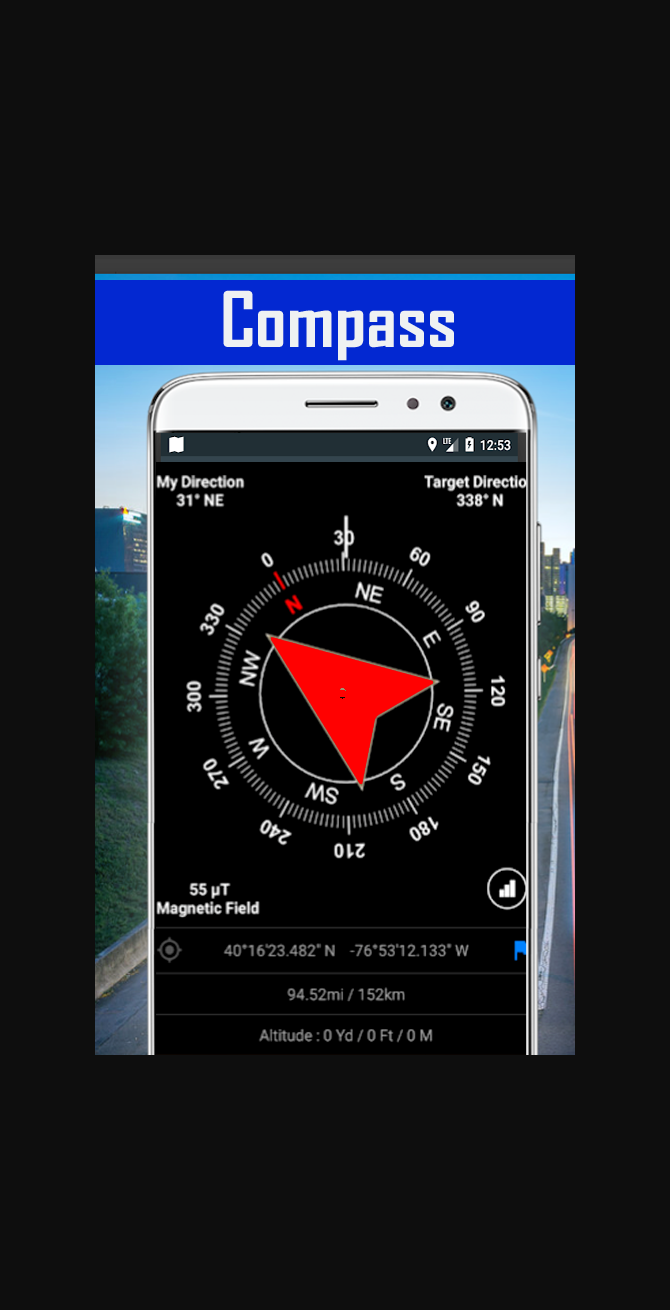 Compass
LTE
12:53
My Direction
31° NE
Target Directio
338° N
0
30
60
90
120
150
180
210
240
270
300
330
N
NE
E
SE
S
SW
W
NW
55 μT
Magnetic Field
40°16'23.482" N -76°53'12.133" W
94.52mi / 152km
Altitude : 0 Yd / 0 Ft / 0 M